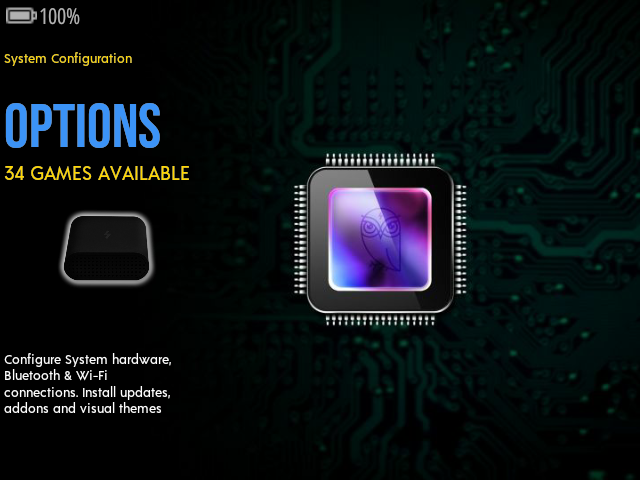 100%
System Configuration
OPTIONS
34 GAMES AVAILABLE
Configure System hardware,
Bluetooth & Wi-Fi
connections. Install updates,
addons and visual themes